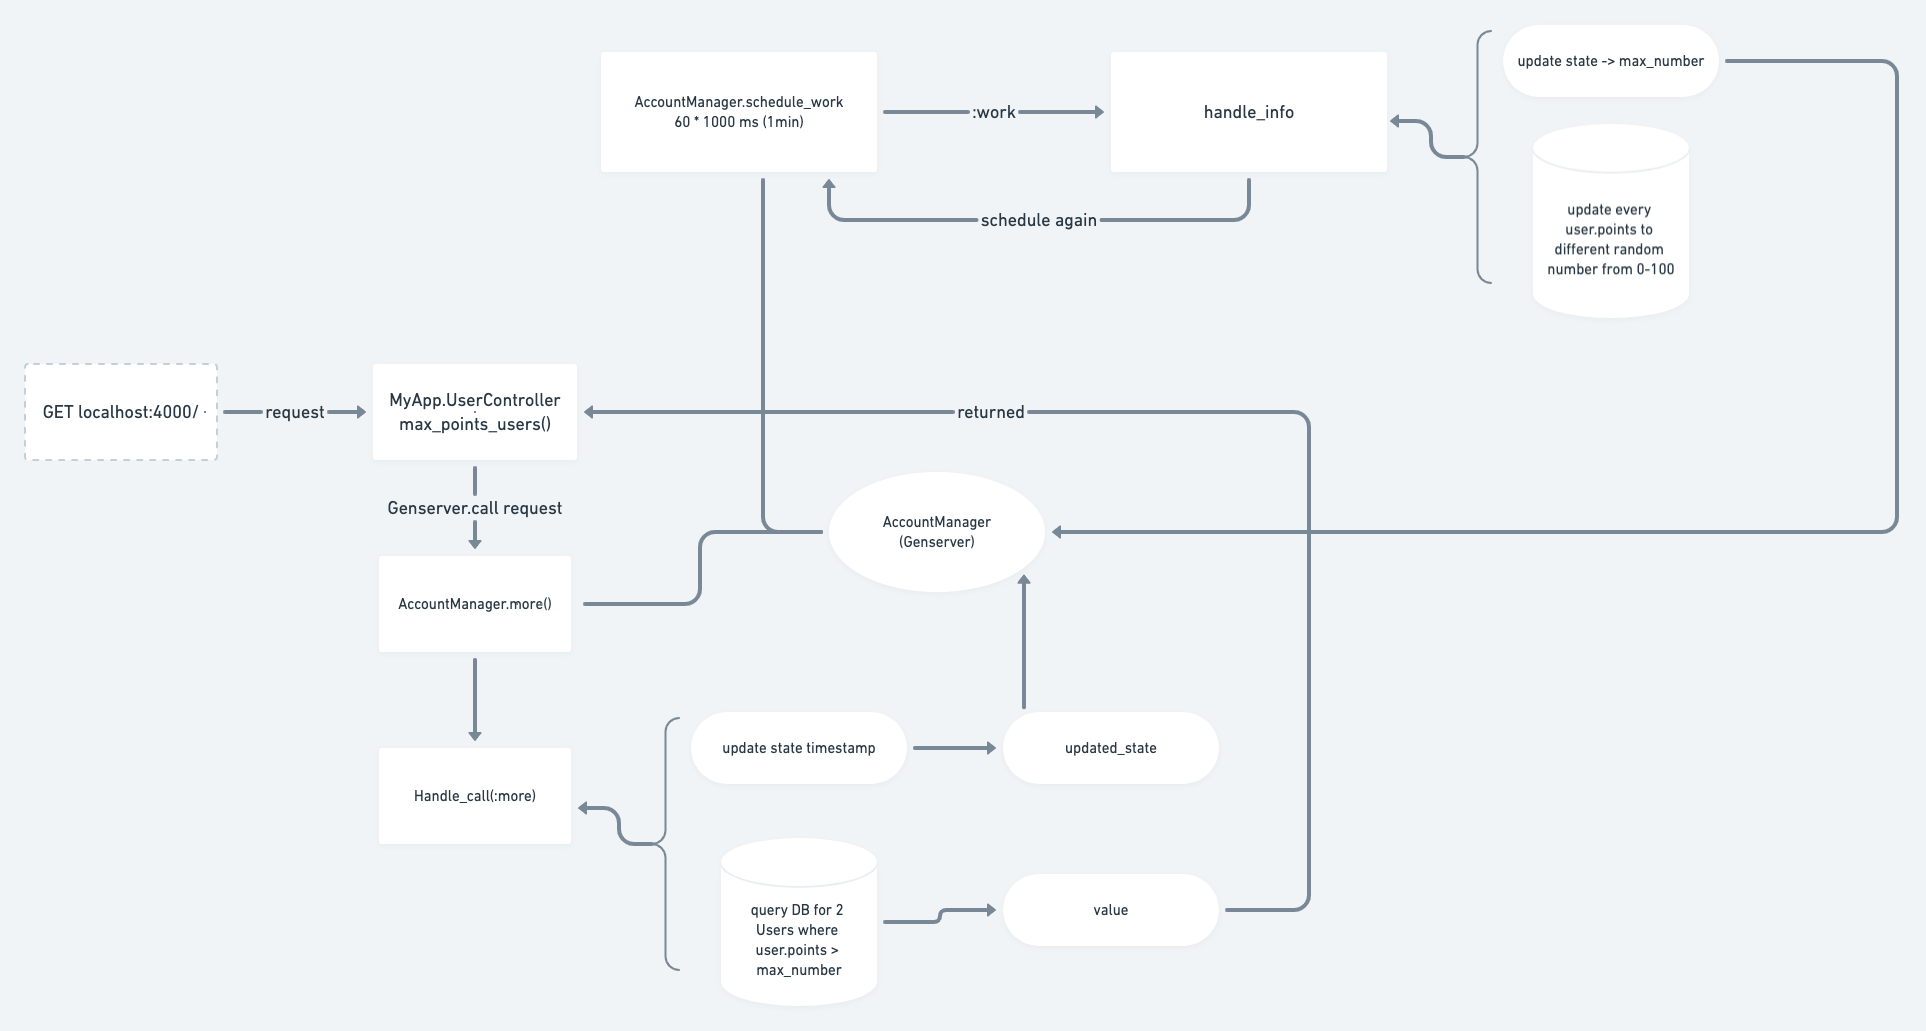 AccountManager.schedule_work
60 * 1000 ms (1min)
:work
handle_info
update state -> max_number
update every
user.points to
different random
number from 0-100
schedule again
GET localhost:4000/
request
MyApp.UserController
max_points_users()
returned
Genserver.call request
AccountManager
(Genserver)
AccountManager.more()
Handle_call(:more)
update state timestamp
updated_state
query DB for 2
Users where
user.points >
max_number
value